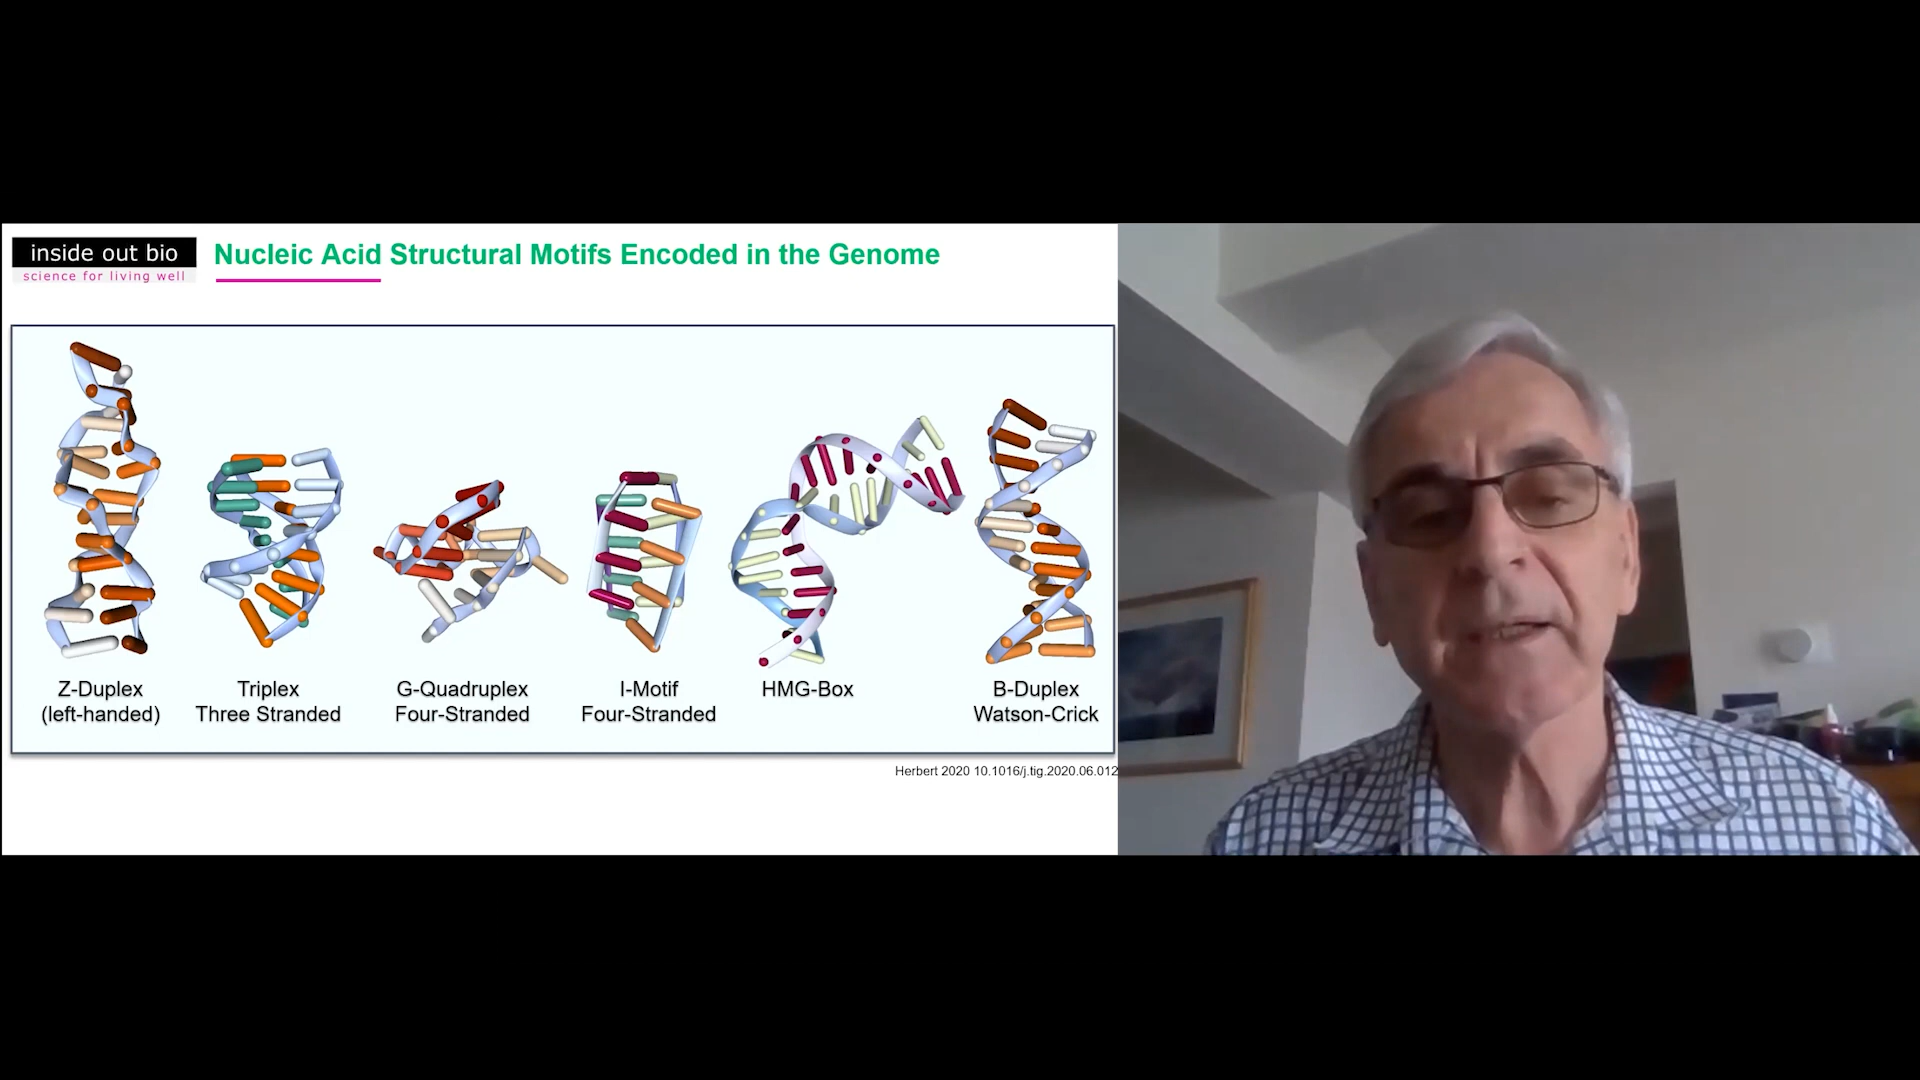 inside out bio
science for living well
Nucleic Acid Structural Motifs Encoded in the Genome
Z-Duplex
(left-handed)
Triplex
Three Stranded
G-Quadruplex
Four-Stranded
I-Motif
Four-Stranded
HMG-Box
B-Duplex
Watson-Crick
Herbert 2020 10.1016/j.tig.2020.06.012